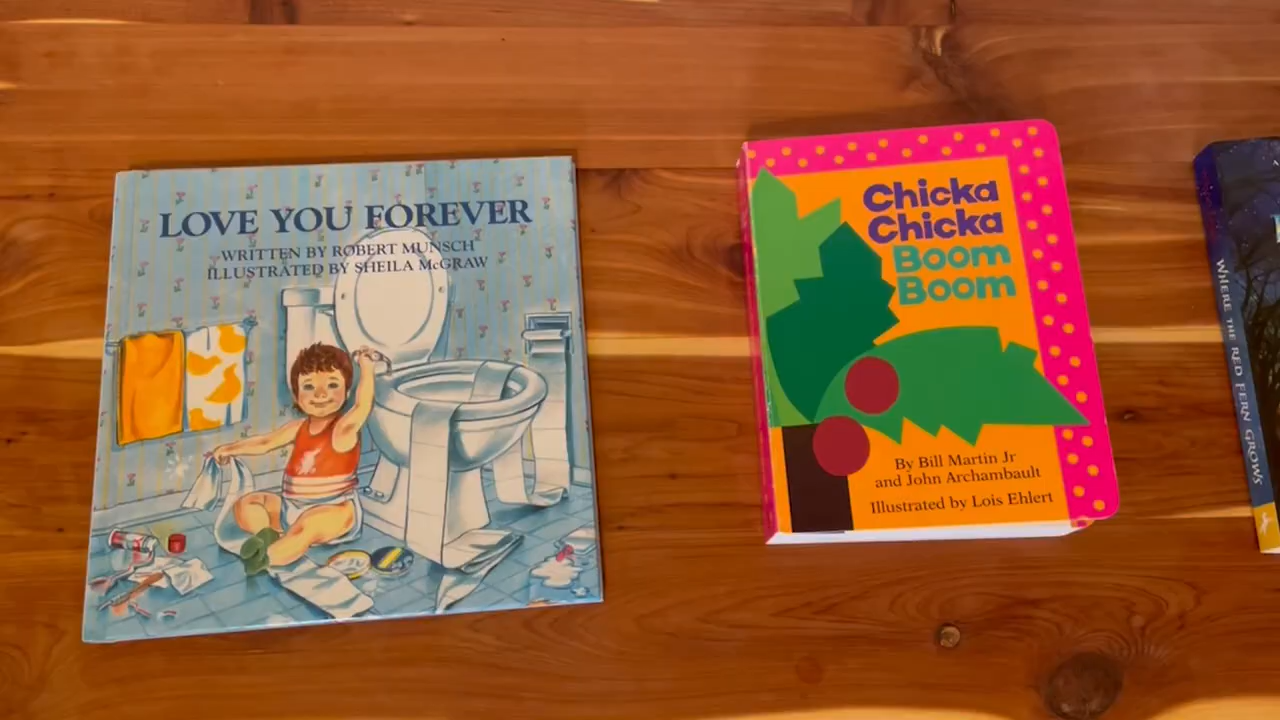 LOVE YOU FOREVER
WRITTEN BY ROBERT MUNSCH
ILLUSTRATED BY SHEILA McGRAW
Chicka
Chicka
Boom
Boom
By Bill Martin Jr
and John Archambault
Illustrated by Lois Ehlert
WHERE THE RED FERN GROWS